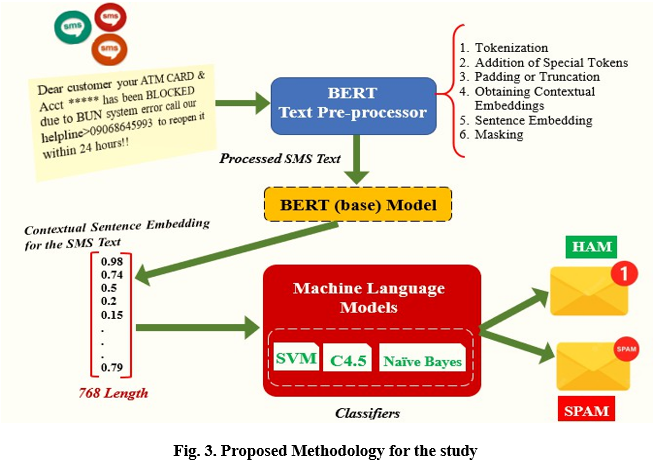 sms
sms
sms
Dear customer your ATM CARD &
Acct ***** has been BLOCKED
due to BUN system error call our
helpline>09068645993 to reopen it
within 24 hours!!
BERT
Text Pre-processor
1. Tokenization
2. Addition of Special Tokens
3. Padding or Truncation
4. Obtaining Contextual
Embeddings
5. Sentence Embedding
6. Masking
Processed SMS Text
BERT (base) Model
Contextual Sentence Embedding
for the SMS Text
0.98
0.74
0.5
0.2
0.15
.
.
.
0.79
768 Length
Machine Language
Models
SVM
C4.5
Naïve Bayes
Classifiers
HAM
1
SPAM
SPAM
Fig. 3. Proposed Methodology for the study